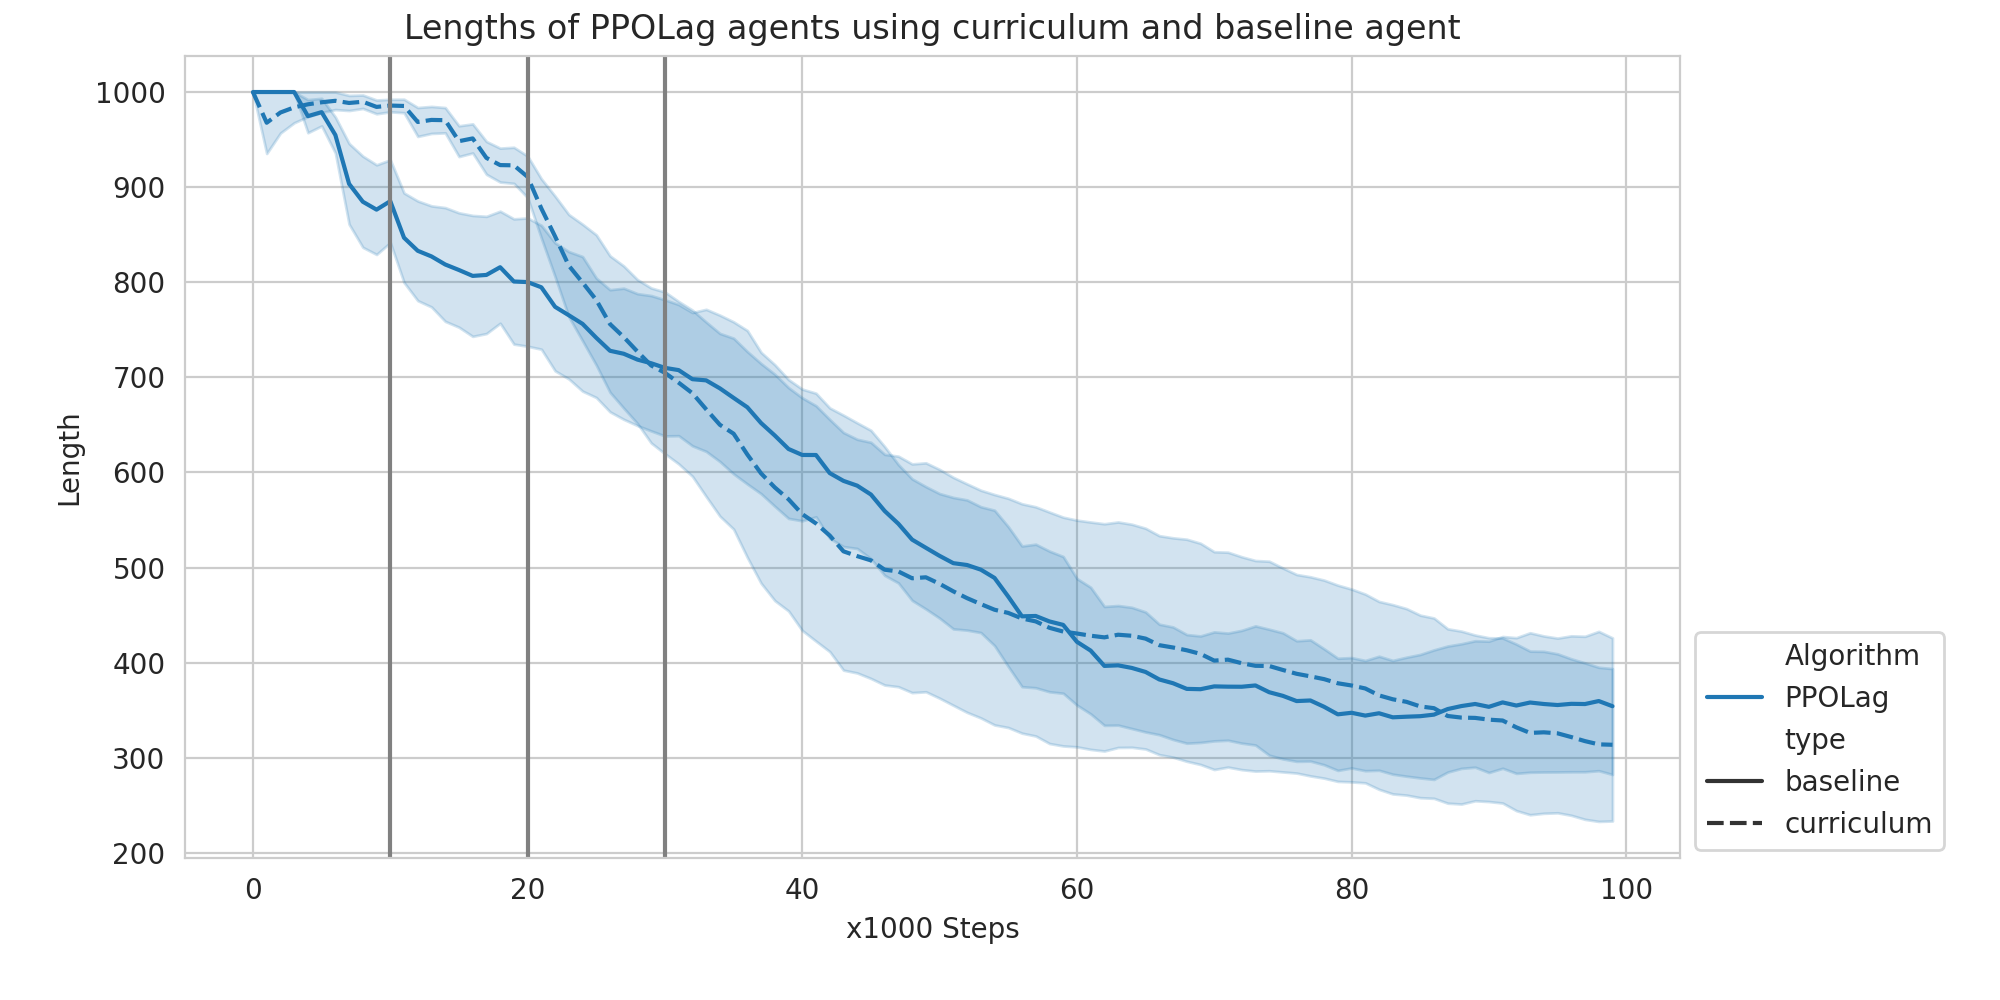 Lengths of PPOLag agents using curriculum and baseline agent
1000
900
800
700
600
500
400
300
200
Length
0
20
40
60
80
100
x1000 Steps
Algorithm
PPOLag
type
baseline
curriculum